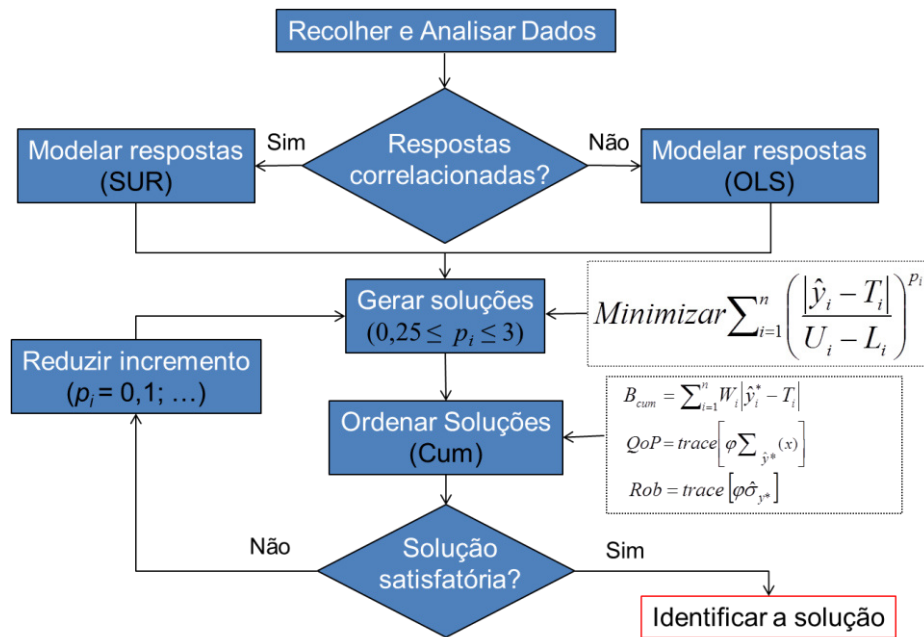 Recolher e Analisar Dados
Sim
Respostas
correlacionadas?
Não
Modelar respostas
(SUR)
Modelar respostas
(OLS)
Gerar soluções
(0,25 ≤ p_i ≤ 3)
Minimizar ∑_{i=1}^{n} ( |ŷ_i − T_i| / (U_i − L_i) )^{p_i}
Reduzir incremento
(p_i = 0,1; …)
Ordenar Soluções
(Cum)
B_{cum} = ∑_{i=1}^{n} W_i |ŷ_i^* − T_i|
QoP = trace [φ ∑_{ŷ*} (x)]
Rob = trace [φ σ̂_{y*}]
Não
Solução
satisfatória?
Sim
Identificar a solução